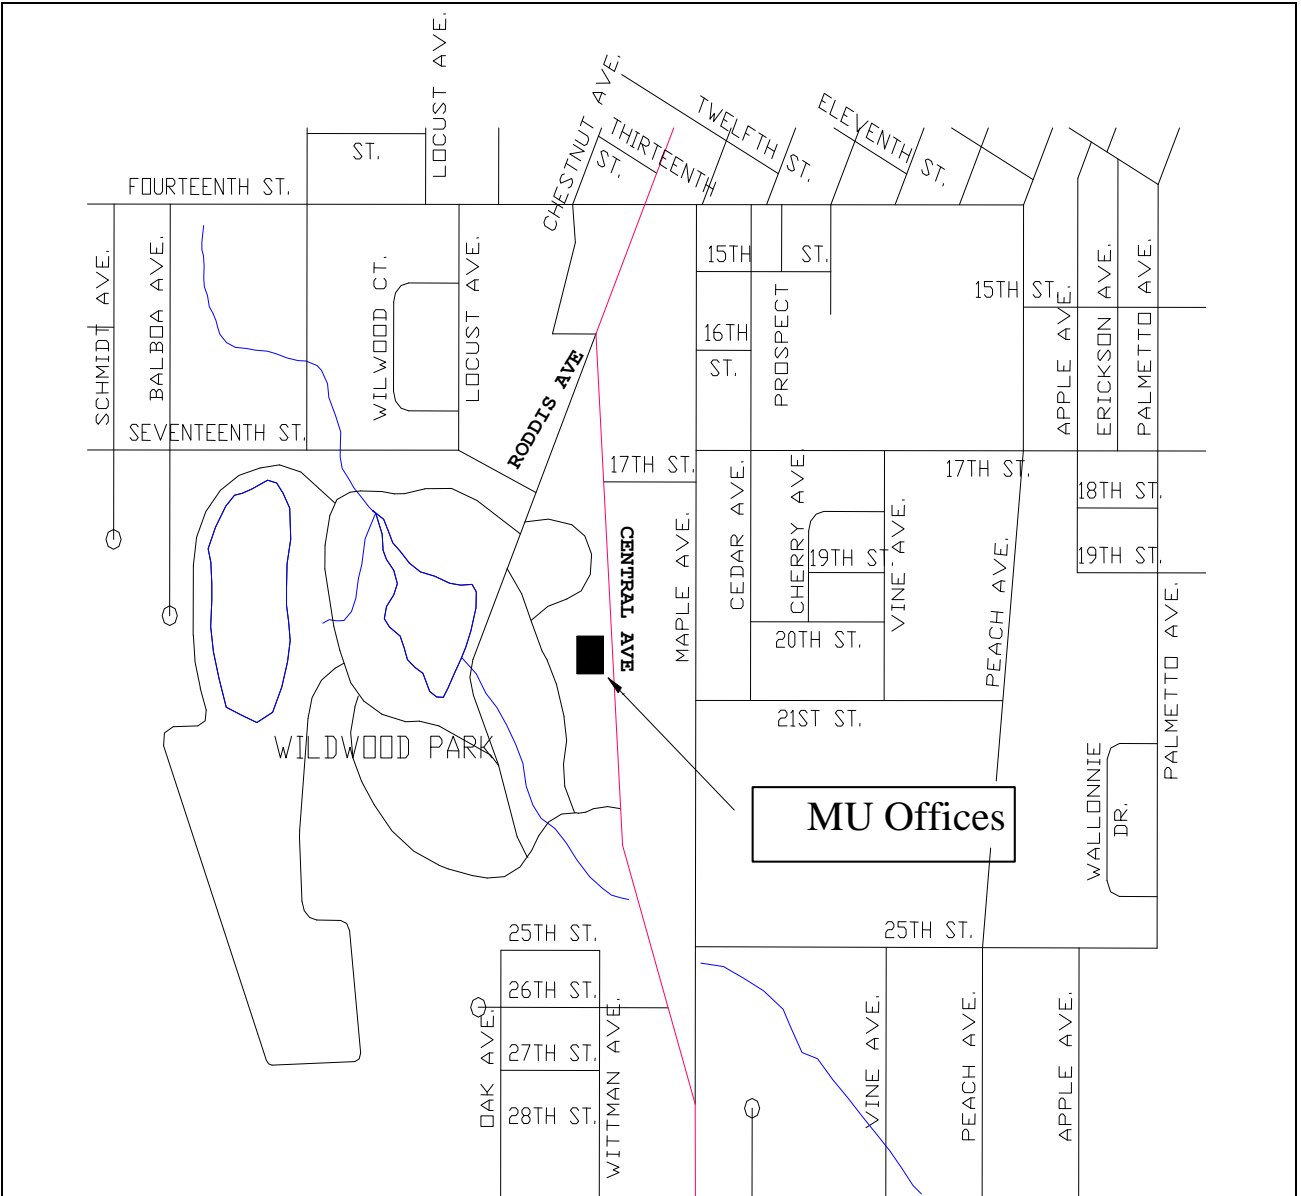 LOCUST AVE.
CHESTNUT AVE.
THIRTEENTH
ST.
TWELFTH ST.
ELEVENTH ST.
ST.
FOURTEENTH ST.
SCHMIDT AVE.
BALBOA AVE.
WILWOOD CT.
LOCUST AVE.
15TH ST.
16TH
ST.
PROSPECT
15TH ST.
APPLE AVE.
ERICKSON AVE.
PALMETTO AVE.
RODDIS AVE
SEVENTEENTH ST.
17TH ST.
17TH ST.
18TH ST.
19TH ST.
CENTRAL AVE
MAPLE AVE.
CEDAR AVE.
CHERRY AVE.
19TH ST.
VINE AVE.
PEACH AVE.
20TH ST.
21ST ST.
PALMETTO AVE.
WILDWOOD PARK
WALLONNIE
DR.
MU Offices
25TH ST.
25TH ST.
26TH ST.
27TH ST.
28TH ST.
OAK AVE.
WITTMAN AVE.
VINE AVE.
PEACH AVE.
APPLE AVE.